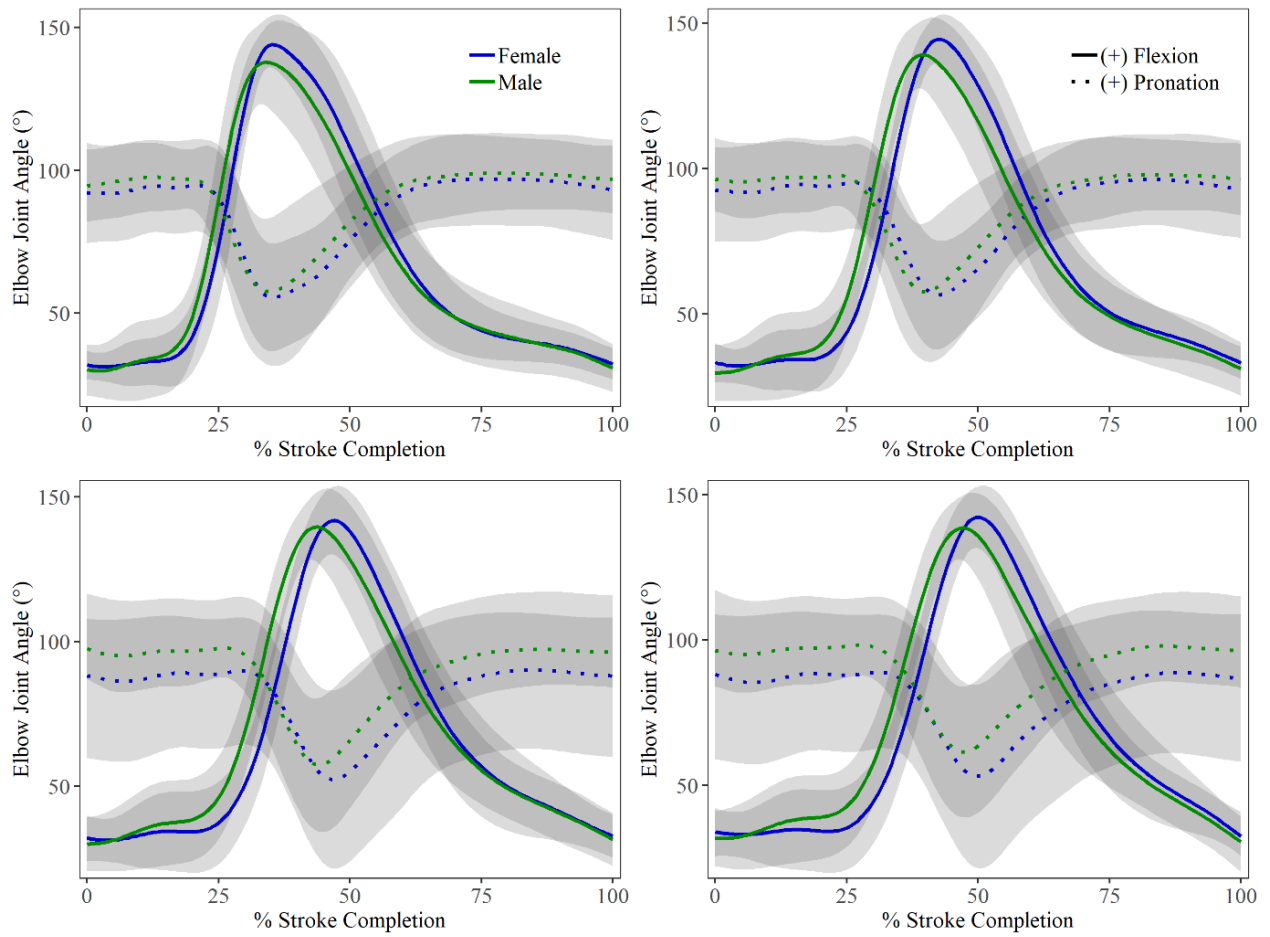 150
100
50
Elbow Joint Angle (°)
Female
Male
0 25 50 75 100
% Stroke Completion
150
100
50
Elbow Joint Angle (°)
(+) Flexion
(+) Pronation
0 25 50 75 100
% Stroke Completion
150
100
50
Elbow Joint Angle (°)
0 25 50 75 100
% Stroke Completion
150
100
50
Elbow Joint Angle (°)
0 25 50 75 100
% Stroke Completion